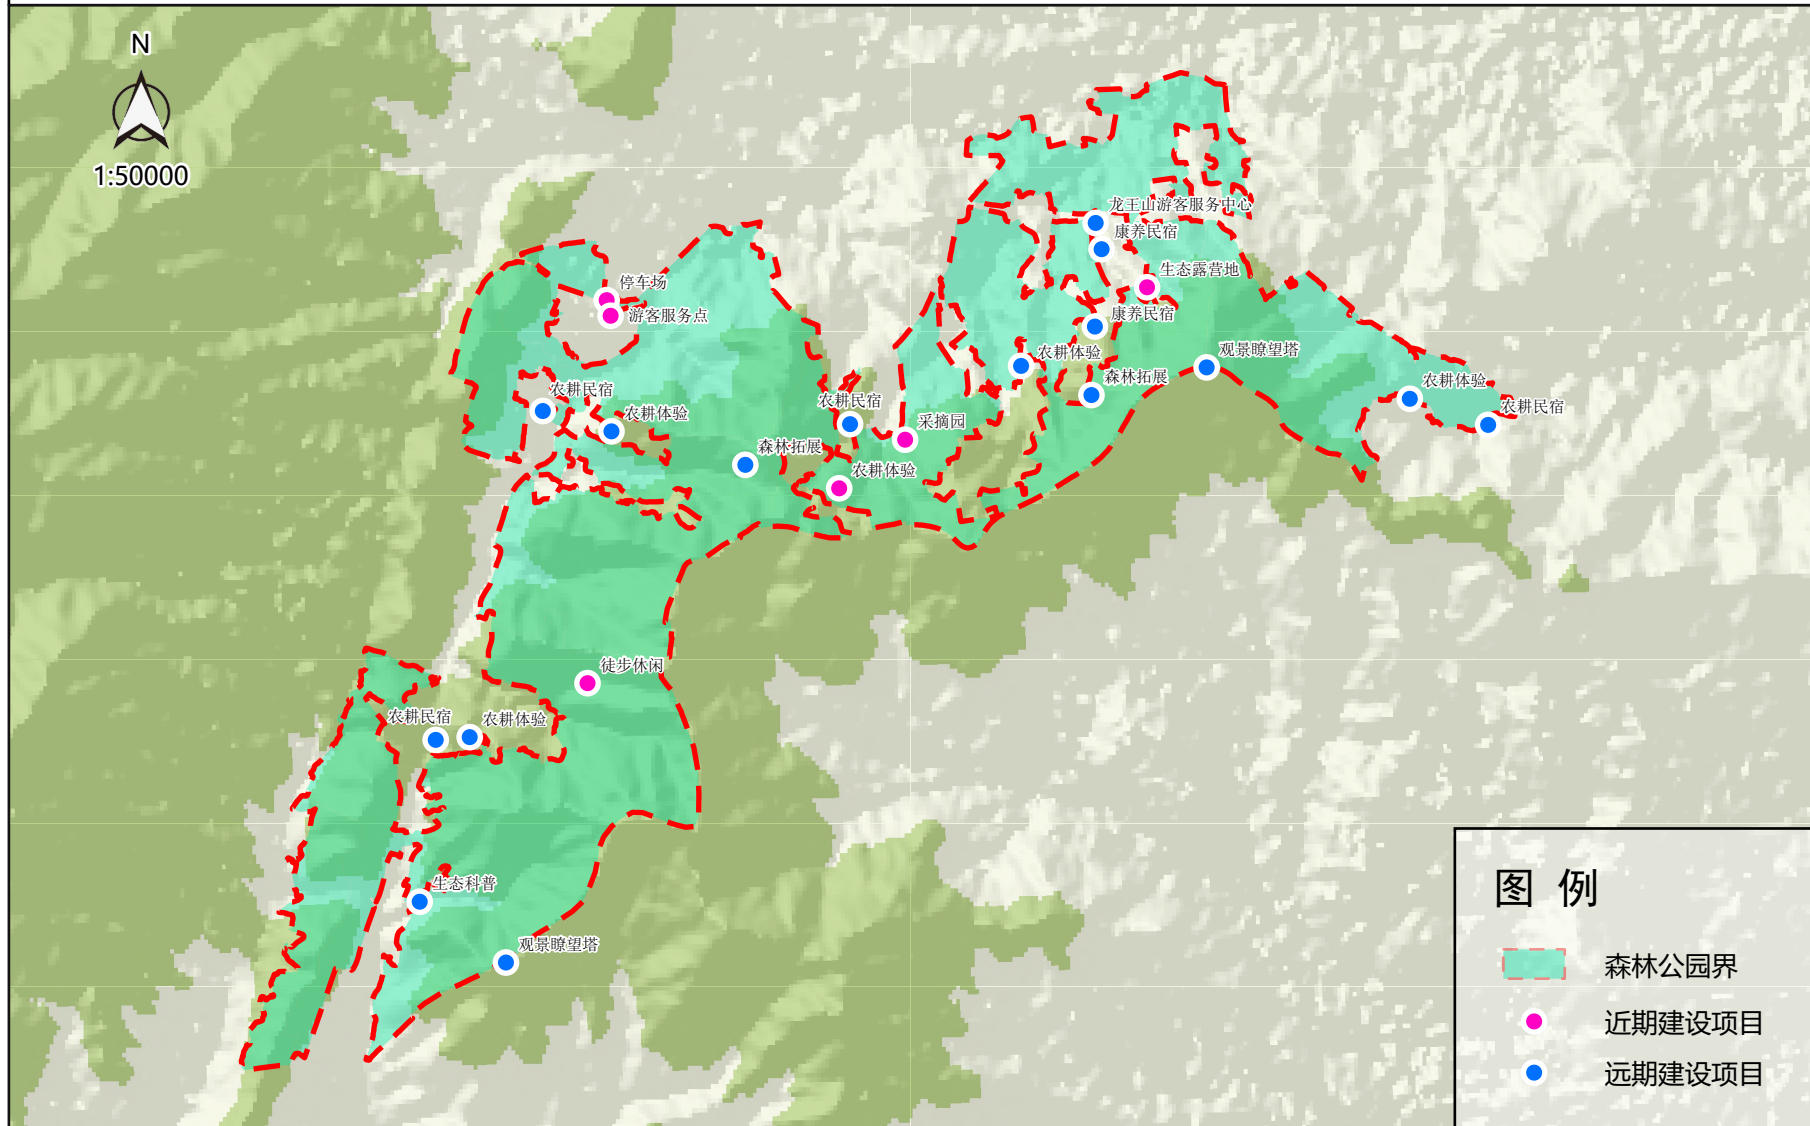 N
1:50000
龙王山游客服务中心
康养民宿
生态露营地
停车场
游客服务点
康养民宿
农耕体验
观景瞭望塔
森林拓展
农耕体验
农耕民宿
农耕民宿
农耕体验
农耕民宿
采摘园
森林拓展
农耕体验
徒步休闲
农耕民宿
农耕体验
生态科普
观景瞭望塔
图 例
森林公园界
近期建设项目
远期建设项目